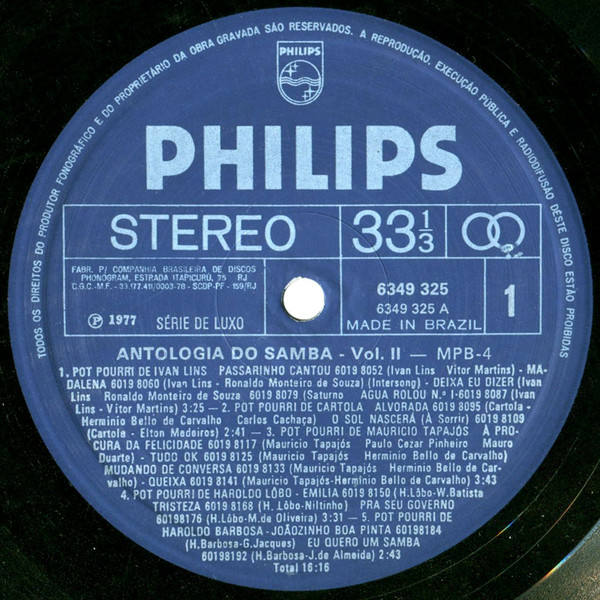 TODOS OS DIREITOS DO PRODUTOR FONOGRÁFICO E DO PROPRIETÁRIO DA OBRA GRAVADA SÃO RESERVADOS. A REPRODUÇÃO, EXECUÇÃO PÚBLICA E RADIODIFUSÃO DÊSTE DISCO ESTÃO PROIBIDAS
PHILIPS
PHILIPS
STEREO
33 1/3
FABR. P/ COMPANHIA BRASILEIRA DE DISCOS
PHONOGRAM, ESTRADA ITAPICURÚ, 75 RJ
C.G.C.-M.F. - 33.177.411/0003-78 - SCDP-PF - 159/RJ
6349 325
6349 325 A
MADE IN BRAZIL
1
Ⓟ 1977 SÉRIE DE LUXO
ANTOLOGIA DO SAMBA - Vol. II — MPB-4
1. POT POURRI DE IVAN LINS PASSARINHO CANTOU 6019 8052 (Ivan Lins Vitor Martins) - MA-
DALENA 6019 8060 (Ivan Lins - Ronaldo Monteiro de Souza) (Intersong) - DEIXA EU DIZER (Ivan
Lins Ronaldo Monteiro de Souza) 6019 8079 (Saturno AGUA ROLOU N.º I-6019 8087 (Ivan
Lins - Vitor Martins) 3:25 — 2. POT POURRI DE CARTOLA ALVORADA 6019 8095 (Cartola -
Herminio Bello de Carvalho Carlos Cachaça) O SOL NASCERÁ (À Sorrir) 6019 8109
(Cartola - Elton Madeiros) 2:41 — 3. POT POURRI DE MAURICIO TAPAJÓS À PRO-
CURA DA FELICIDADE 6019 8117 (Mauricio Tapajós Paulo Cezar Pinheiro Mauro
Duarte) - TUDO OK 6019 8125 (Mauricio Tapajós Herminio Bello de Carvalho)
MUDANDO DE CONVERSA 6019 8133 (Mauricio Tapajós Herminio Bello de Car-
valho) - QUEIXA 6019 8141 (Mauricio Tapajós-Herminio Bello de Carvalho) 3:43
4. POT POURRI DE HAROLDO LÔBO - EMILIA 6019 8150 (H.Lôbo-W.Batista
TRISTEZA 6019 8168 (H. Lôbo-Niltinho) PRA SEU GOVERNO
60198176 (H.Lôbo-M.de Oliveira) 3:31 — 5. POT POURRI DE
HAROLDO BARBOSA - JOÃOZINHO BOA PINTA 60198184
(H.Barbosa-G.Jacques) EU QUERO UM SAMBA
60198192 (H.Barbosa-J.de Almeida) 2:43
Total 16:16